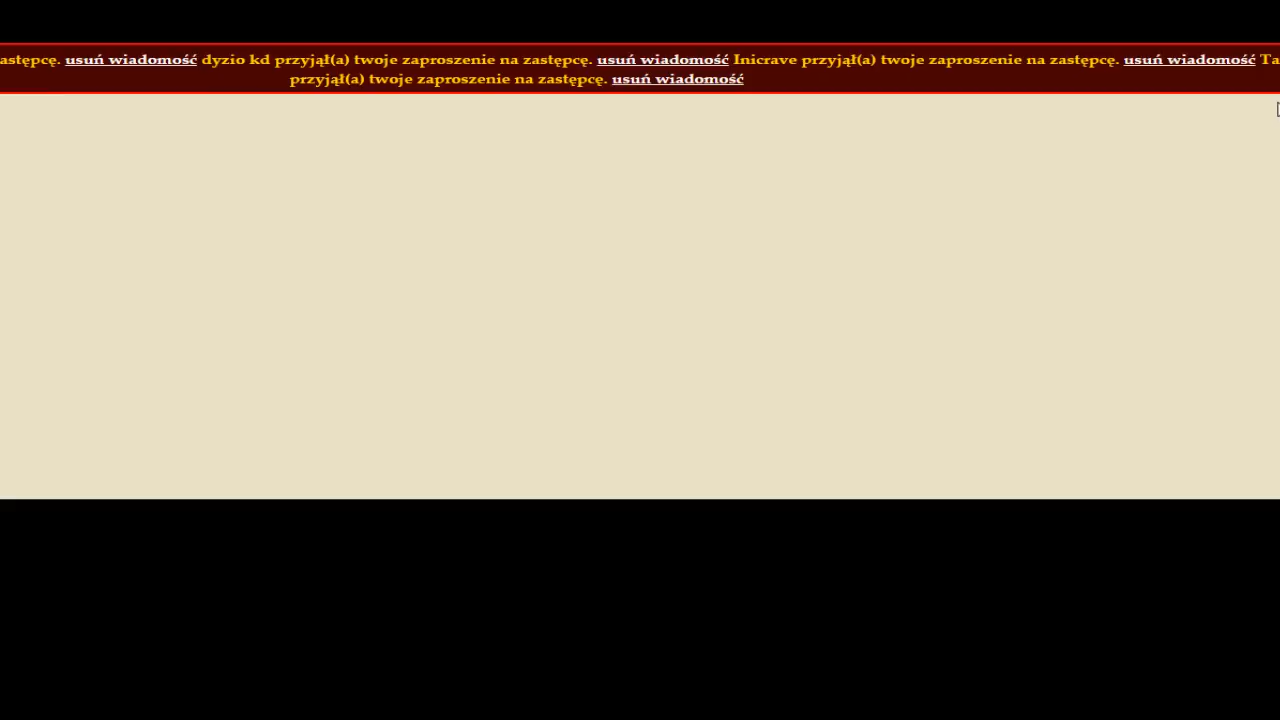 astępcę. usuń wiadomość dyzio kd przyjął(a) twoje zaproszenie na zastępcę. usuń wiadomość Inicrave przyjął(a) twoje zaproszenie na zastępcę. usuń wiadomość Ta
przyjął(a) twoje zaproszenie na zastępcę. usuń wiadomość